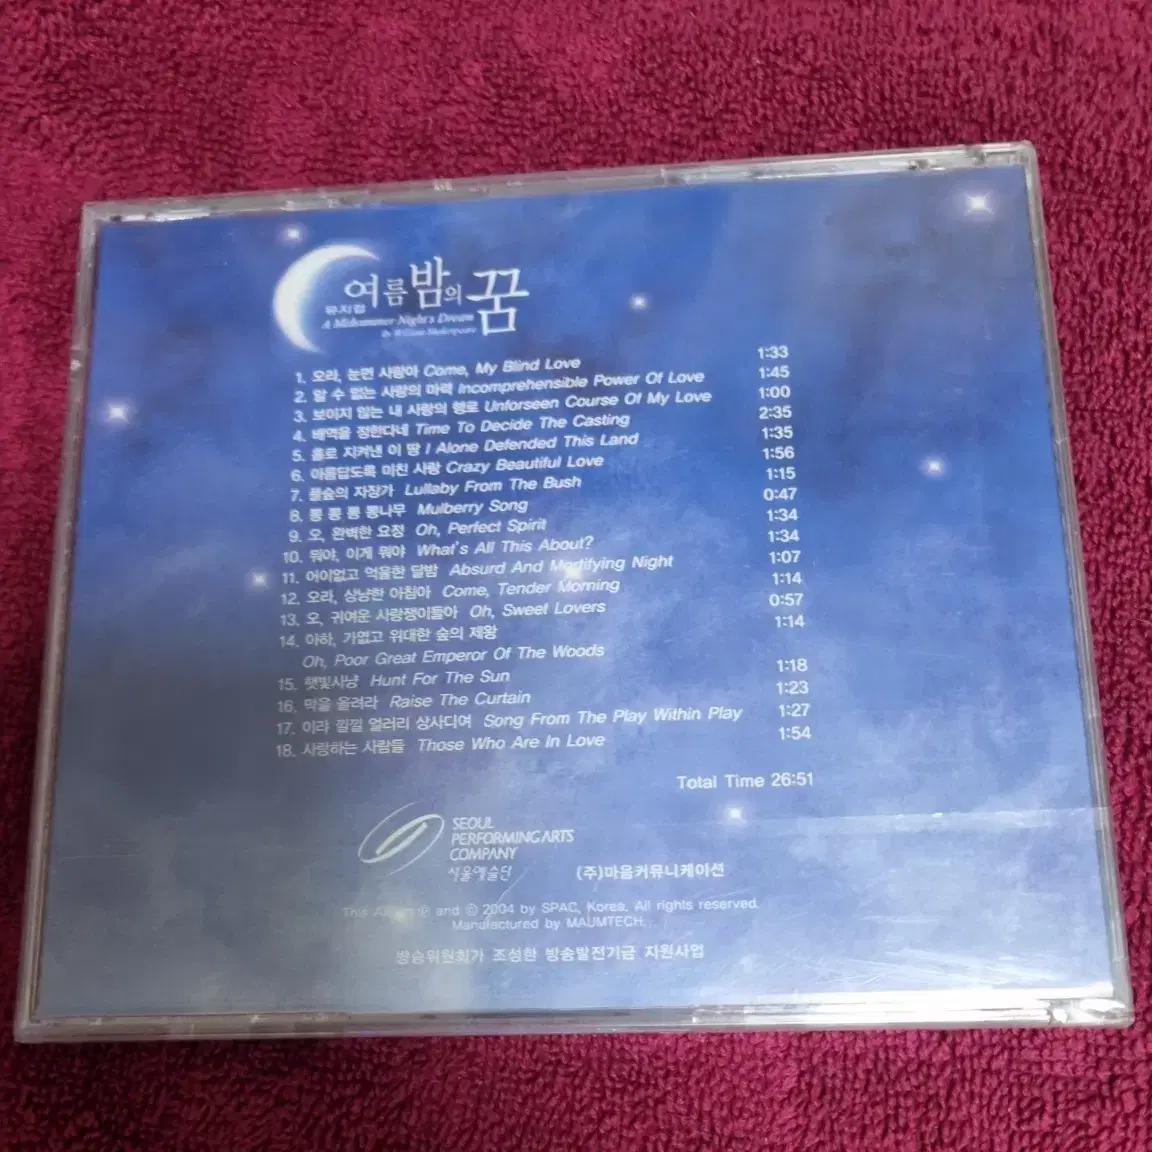 여름밤의 꿈
뮤지컬
A Midsummer Night's Dream
By William Shakespeare
1. 오라, 눈먼 사랑아 Come, My Blind Love 1:33
2. 알 수 없는 사랑의 마력 Incomprehensible Power Of Love 1:45
3. 보이지 않는 내 사랑의 행로 Unforseen Course Of My Love 1:00
4. 배역을 정한다네 Time To Decide The Casting 2:35
5. 홀로 지켜낸 이 땅 I Alone Defended This Land 1:35
6. 아름답도록 미친 사랑 Crazy Beautiful Love 1:56
7. 풀숲의 자장가 Lullaby From The Bush 1:15
8. 뽕 뽕 뽕 뽕나무 Mulberry Song 0:47
9. 오, 완벽한 요정 Oh, Perfect Spirit 1:34
10. 뭐야, 이게 뭐야 What's All This About? 1:34
11. 어이없고 억울한 달밤 Absurd And Mortifying Night 1:07
12. 오라, 상냥한 아침아 Come, Tender Morning 1:14
13. 오, 귀여운 사랑쟁이들아 Oh, Sweet Lovers 0:57
14. 아하, 가엾고 위대한 숲의 제왕 1:14
Oh, Poor Great Emperor Of The Woods
15. 햇빛사냥 Hunt For The Sun 1:18
16. 막을 올려라 Raise The Curtain 1:23
17. 이라 낄낄 얼러리 상사디여 Song From The Play Within Play 1:27
18. 사랑하는 사람들 Those Who Are In Love 1:54
Total Time 26:51
SEOUL
PERFORMING ARTS
COMPANY
서울예술단 (주)마음커뮤니케이션
This Album ℗ and © 2004 by SPAC, Korea. All rights reserved.
Manufactured by MAUMTECH.
방송위원회가 조성한 방송발전기금 지원사업